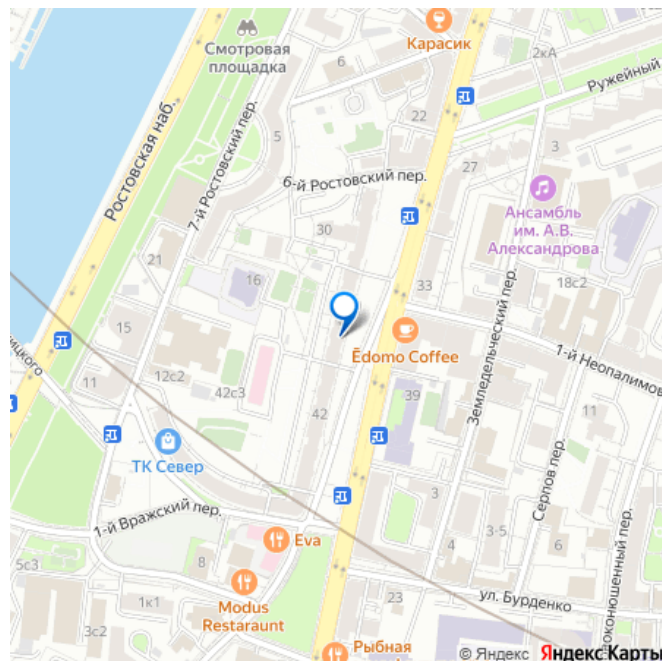 Карасик
Смотровая
площадка
6
2кА
Ружейный
22
3
5
27
Ростовская наб.
7-й Ростовский пер.
6-й Ростовский пер.
Ансамбль
им. А.В.
Александрова
30
21
16
33
18с2
15
Ēdomo Coffee
1-й Неопалимов
Земледельческий пер.
12с2
11
42с3
39
42
11
ТК Север
Серпов пер.
1-й Вражский пер.
3
3-5
Eva
8
4
6
5с3
1к1
Modus
Restaraunt
23
ул. Бурденко
3с2
Рыбная
© Яндекс
Яндекс Карты